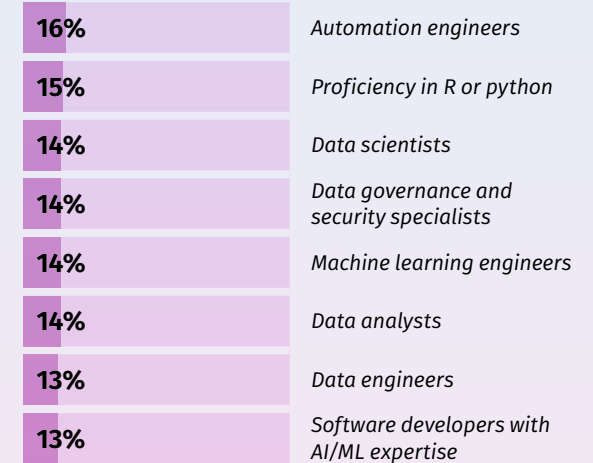 16% Automation engineers
15% Proficiency in R or python
14% Data scientists
14% Data governance and
security specialists
14% Machine learning engineers
14% Data analysts
13% Data engineers
13% Software developers with
AI/ML expertise